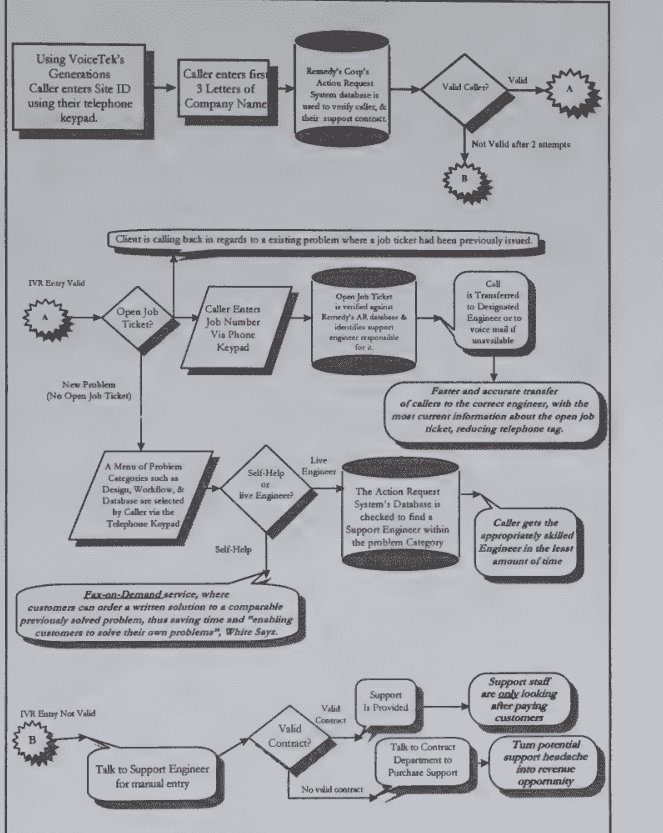 Using VoiceTek's
Generations
Caller enters Site ID
using their telephone
keypad.
Caller enters first
3 Letters of
Company Name
Remedy's Corp's
Action Request
System database is
used to verify caller, &
their support contract.
Valid Caller?
Valid
A
Not Valid after 2 attempts
B
Client is calling back in regards to a existing problem where a job ticket had been previously issued.
IVR Entry Valid
A
Open Job
Ticket?
Caller Enters
Job Number
Via Phone
Keypad
Open Job Ticket
is verified against
Remedy's AR database &
identifies support
engineer responsible
for it.
Call
is Transferred
to Designated
Engineer or to
voice mail if
unavailable
New Problem
(No Open Job Ticket)
Faster and accurate transfer
of callers to the correct engineer, with the
most current information about the open job
ticket, reducing telephone tag.
A Menu of Problem
Categories such as
Design, Workflow, &
Database are selected
by Caller via the
Telephone Keypad
Self-Help
or
live Engineer?
Live
Engineer
The Action Request
System's Database is
checked to find a
Support Engineer within
the problem Category
Caller gets the
appropriately skilled
Engineer in the least
amount of time
Self-Help
Fax-on-Demand service, where
customers can order a written solution to a comparable
previously solved problem, thus saving time and "enabling
customers to solve their own problems", White Says.
IVR Entry Not Valid
B
Talk to Support Engineer
for manual entry
Valid
Contract?
Valid
Contract
Support
Is Provided
Support staff
are only looking
after paying
customers
No valid contract
Talk to Contract
Department to
Purchase Support
Turn potential
support headache
into revenue
opportunity